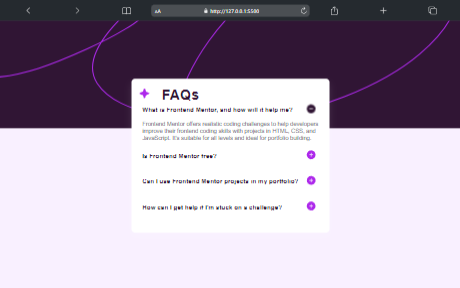 AA
http://127.0.0.1:5500
FAQs
What is Frontend Mentor, and how will it help me?
Frontend Mentor offers realistic coding challenges to help developers
improve their frontend coding skills with projects in HTML, CSS, and
JavaScript. It's suitable for all levels and ideal for portfolio building.
Is Frontend Mentor free?
Can I use Frontend Mentor projects in my portfolio?
How can I get help if I'm stuck on a challenge?